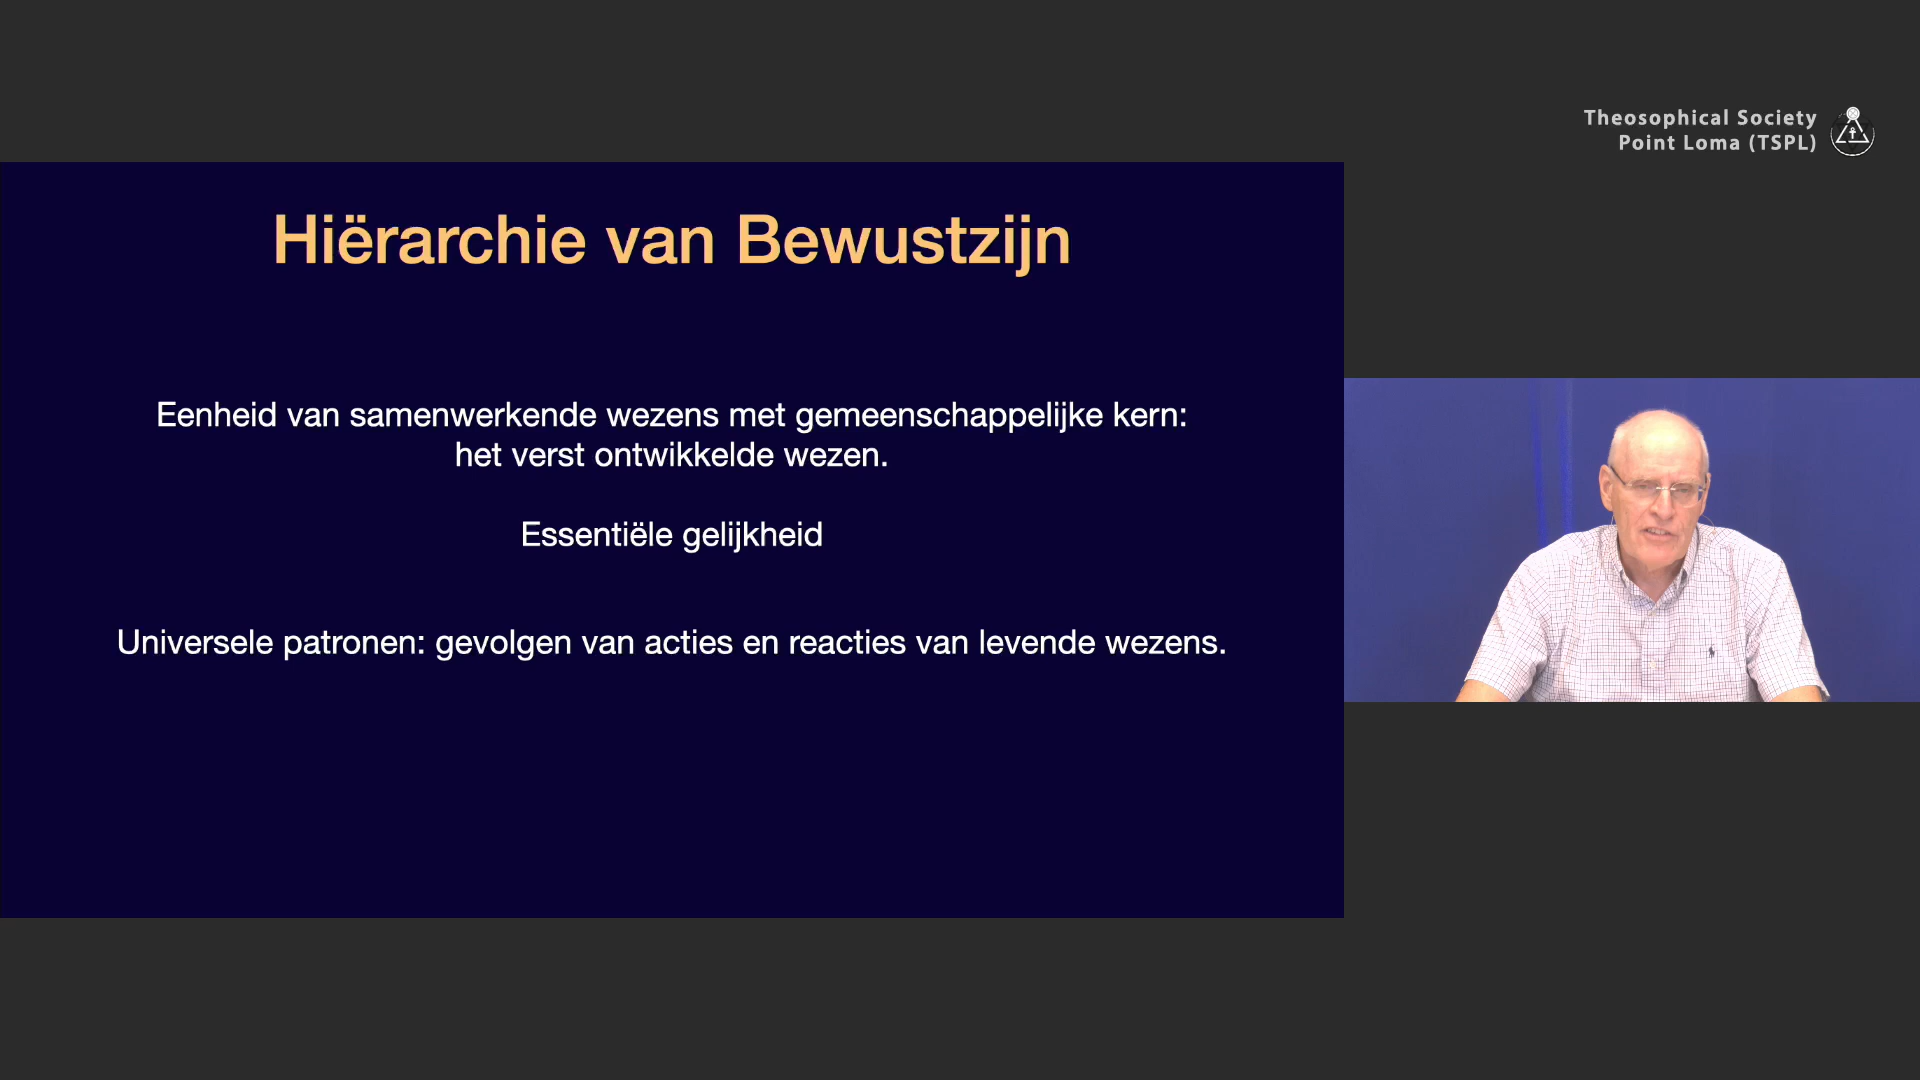 Theosophical Society
Point Loma (TSPL)
Hiërarchie van Bewustzijn
Eenheid van samenwerkende wezens met gemeenschappelijke kern:
het verst ontwikkelde wezen.
Essentiële gelijkheid
Universele patronen: gevolgen van acties en reacties van levende wezens.